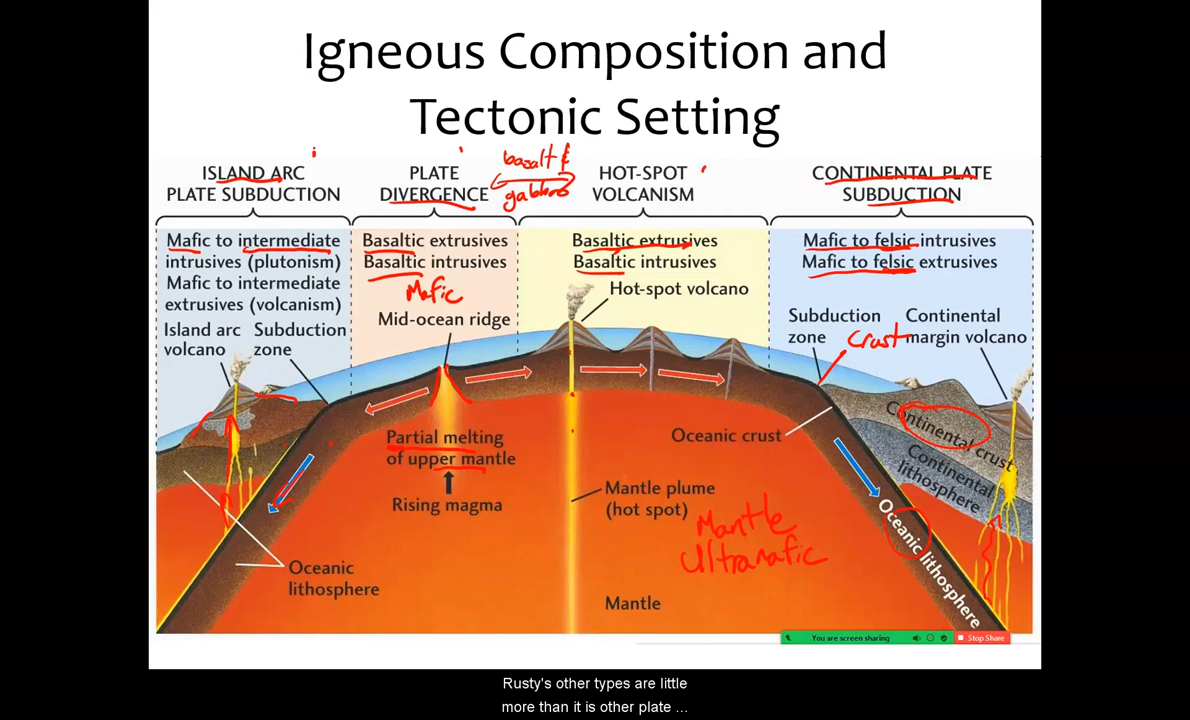 Igneous Composition and
Tectonic Setting
ISLAND ARC
PLATE SUBDUCTION
PLATE
DIVERGENCE
basalt &
gabbro
HOT-SPOT
VOLCANISM
CONTINENTAL PLATE
SUBDUCTION
Mafic to intermediate
intrusives (plutonism)
Mafic to intermediate
extrusives (volcanism)
Basaltic extrusives
Basaltic intrusives
Mafic
Basaltic extrusives
Basaltic intrusives
Mafic to felsic intrusives
Mafic to felsic extrusives
Island arc
volcano
Subduction
zone
Mid-ocean ridge
Hot-spot volcano
Subduction
zone
Crust
Continental
margin volcano
Partial melting
of upper mantle
Rising magma
Oceanic crust
Continental crust
Continental
lithosphere
Mantle plume
(hot spot)
Mantle
Ultramafic
Oceanic lithosphere
Oceanic
lithosphere
Mantle
You are screen sharing
Stop Share
Rusty's other types are little
more than it is other plate ...